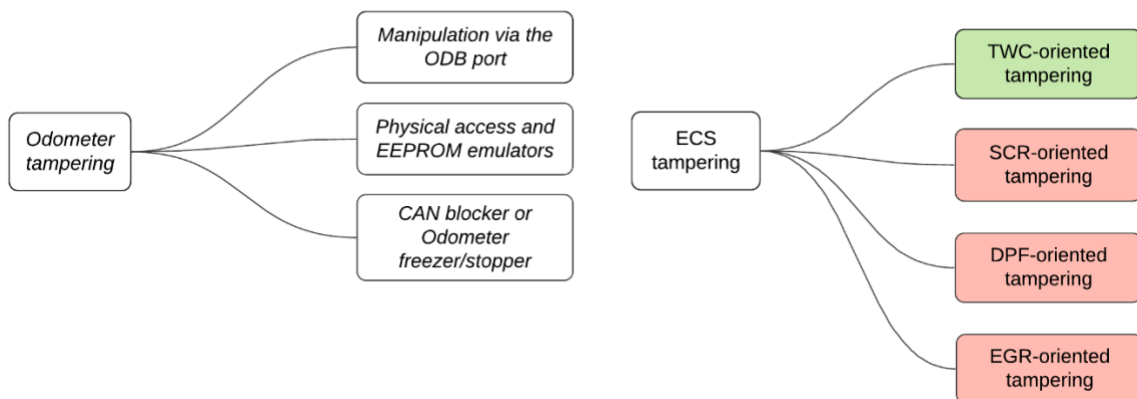 Odometer
tampering
Manipulation via the
ODB port
Physical access and
EEPROM emulators
CAN blocker or
Odometer
freezer/stopper
ECS
tampering
TWC-oriented
tampering
SCR-oriented
tampering
DPF-oriented
tampering
EGR-oriented
tampering